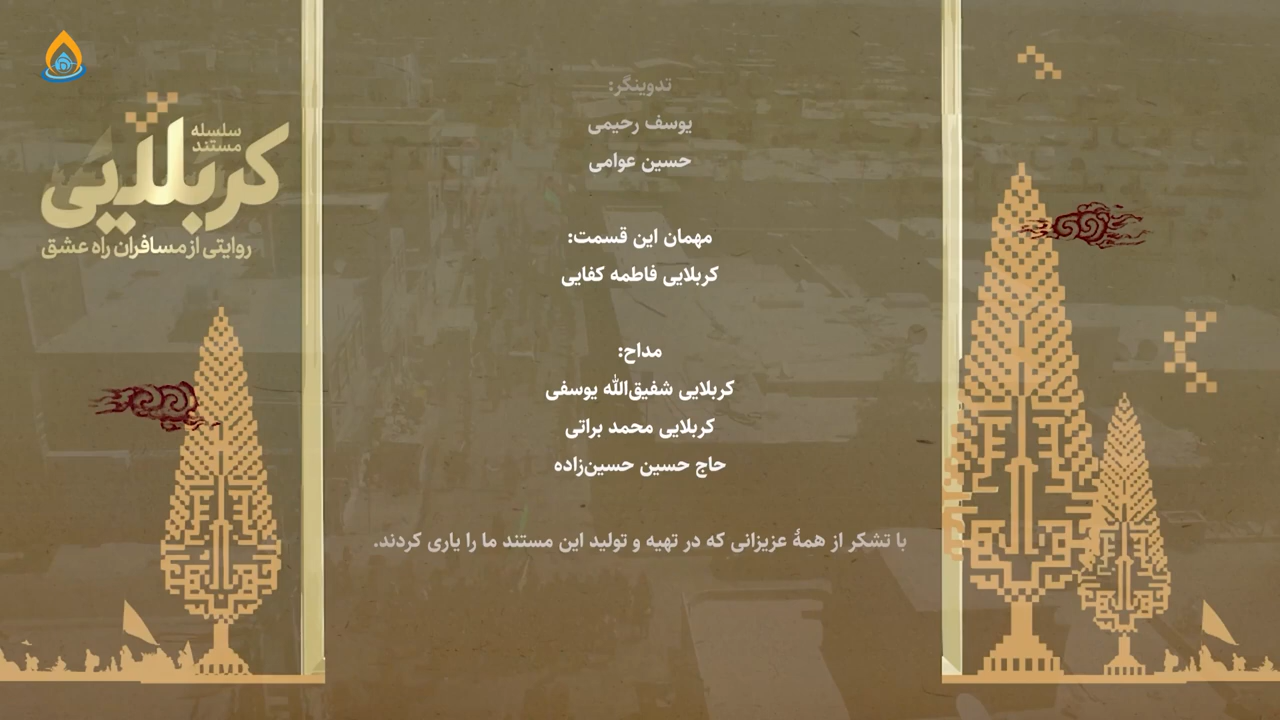 سلسله
مستند
کربلایی
روایتی از مسافران راه عشق
تدوینگر:
یوسف رحیمی
حسین عوامی
مهمان این قسمت:
کربلایی فاطمه کفایی
مداح:
کربلایی شفیق‌الله یوسفی
کربلایی محمد براتی
حاج حسین حسین‌زاده
با تشکر از همهٔ عزیزانی که در تهیه و تولید این مستند ما را یاری کردند.